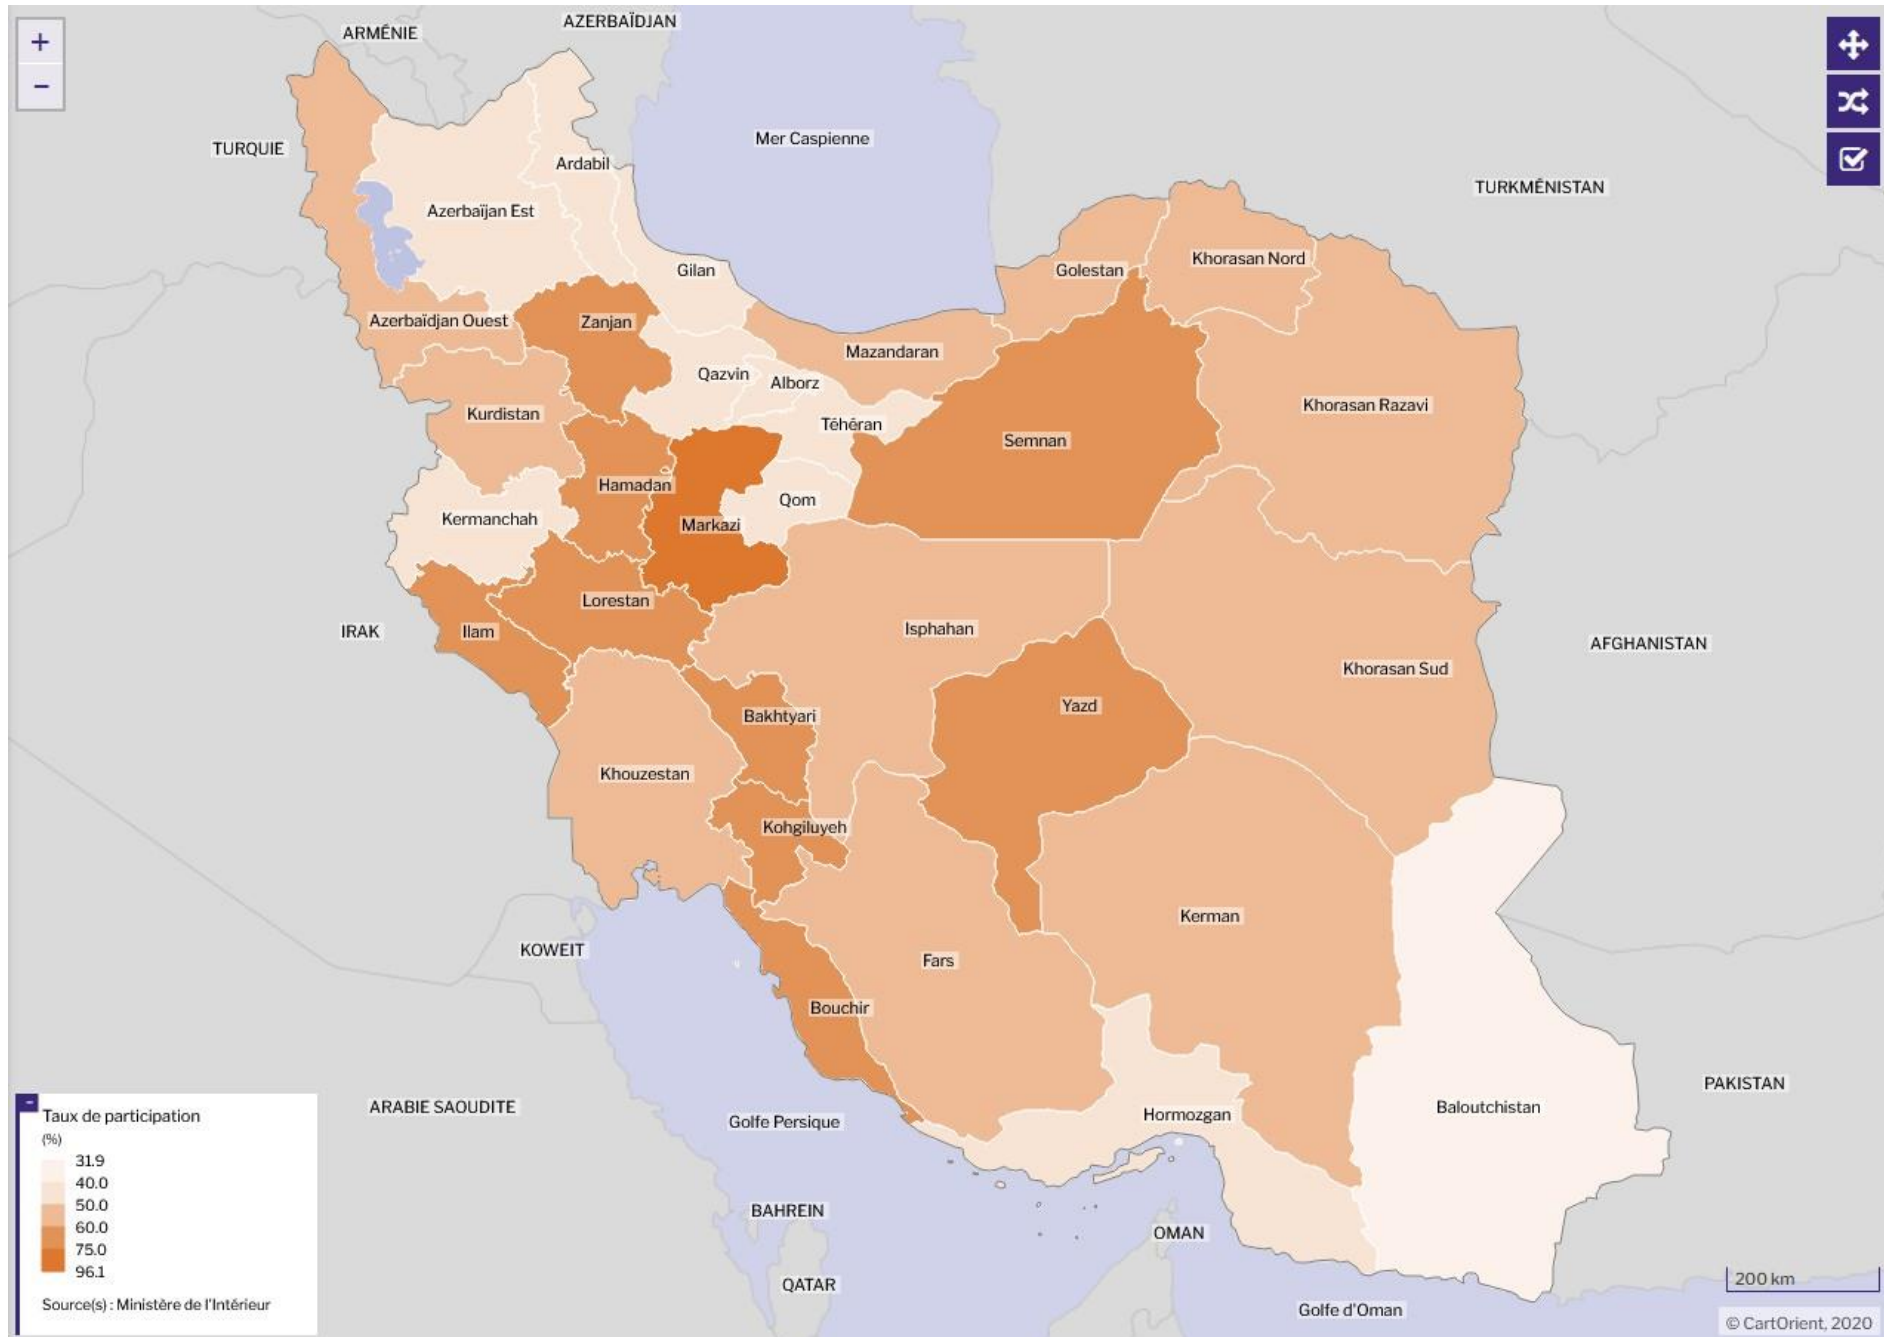 +
−
ARMÉNIE
AZERBAÏDJAN
TURQUIE
Mer Caspienne
TURKMÉNISTAN
Ardabil
Azerbaïjan Est
Gilan
Golestan
Khorasan Nord
Azerbaïdjan Ouest
Zanjan
Mazandaran
Qazvin
Alborz
Kurdistan
Téhéran
Khorasan Razavi
Semnan
Hamadan
Qom
Kermanchah
Markazi
Lorestan
IRAK
Ilam
Isphahan
AFGHANISTAN
Khorasan Sud
Bakhtyari
Yazd
Khouzestan
Kohgiluyeh
Kerman
KOWEIT
Fars
Bouchir
PAKISTAN
ARABIE SAOUDITE
Golfe Persique
Hormozgan
Baloutchistan
BAHREIN
OMAN
QATAR
Golfe d'Oman
−
Taux de participation
(%)
31.9
40.0
50.0
60.0
75.0
96.1
Source(s) : Ministère de l'Intérieur
200 km
© CartOrient, 2020